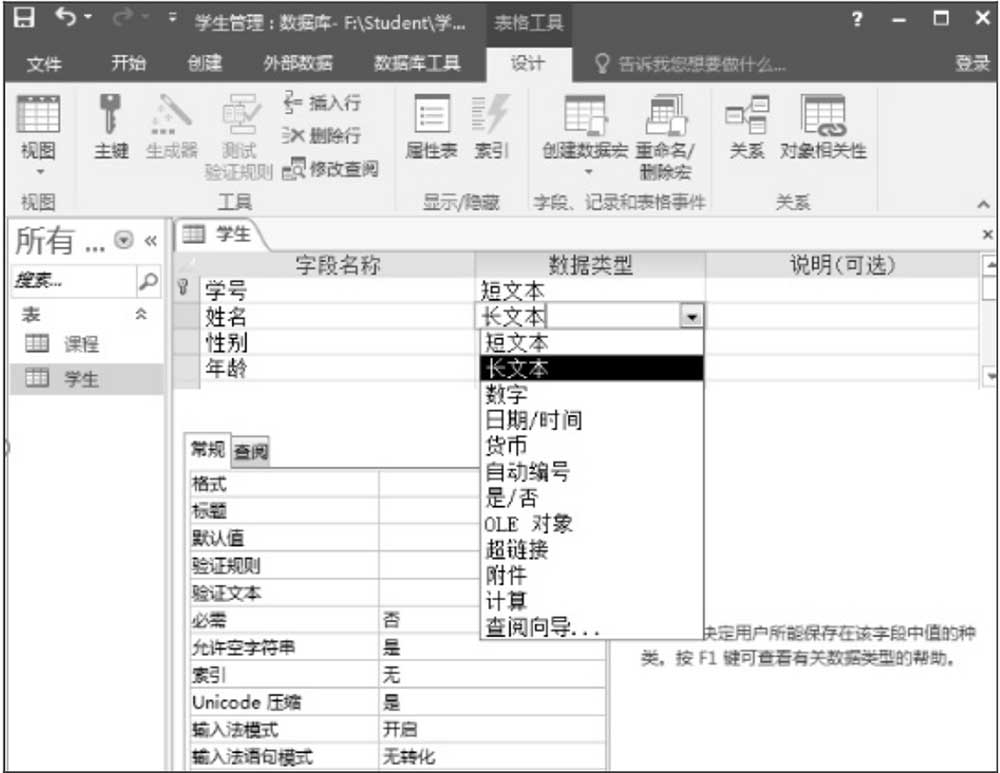 学生管理:数据库- F:\Student\学... 表格工具 ?
文件 开始 创建 外部数据 数据库工具 设计 告诉我您想要做什么... 登录
视图 主键 生成器 测试验证规则 插入行 删除行 修改查阅 属性表 索引 创建数据宏 重命名/删除宏 关系 对象相关性
视图 工具 显示/隐藏 字段、记录和表格事件 关系
所有 ... «
搜索...
表
课程
学生
学生
字段名称 数据类型 说明(可选)
学号 短文本
姓名 长文本
性别
年龄
短文本
长文本
数字
日期/时间
货币
自动编号
是/否
OLE 对象
超链接
附件
计算
查阅向导...
常规 查阅
格式
标题
默认值
验证规则
验证文本
必需 否
允许空字符串 是
索引 无
Unicode 压缩 是
输入法模式 开启
输入法语句模式 无转化
决定用户所能保存在该字段中值的种
类。按 F1 键可查看有关数据类型的帮助。